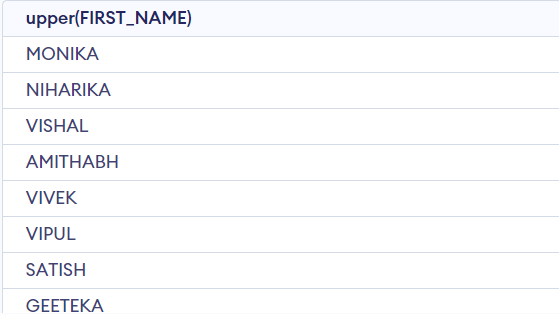 upper(FIRST_NAME)
MONIKA
NIHARIKA
VISHAL
AMITHABH
VIVEK
VIPUL
SATISH
GEETEKA